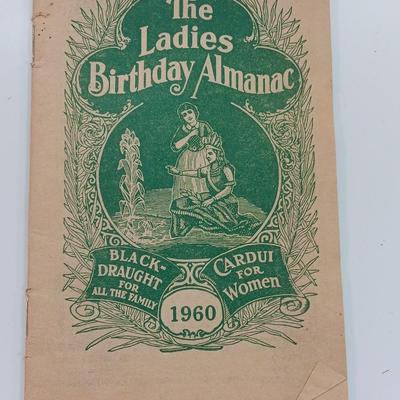 The
Ladies
Birthday Almanac
BLACK-
DRAUGHT
FOR
ALL THE FAMILY
CARDUI
FOR
WOMEN
1960